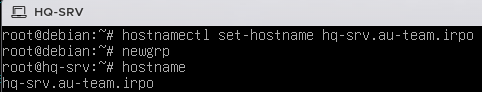 HQ-SRV
root@debian:~# hostnamectl set-hostname hq-srv.au-team.irpo
root@debian:~# newgrp
root@hq-srv:~# hostname
hq-srv.au-team.irpo